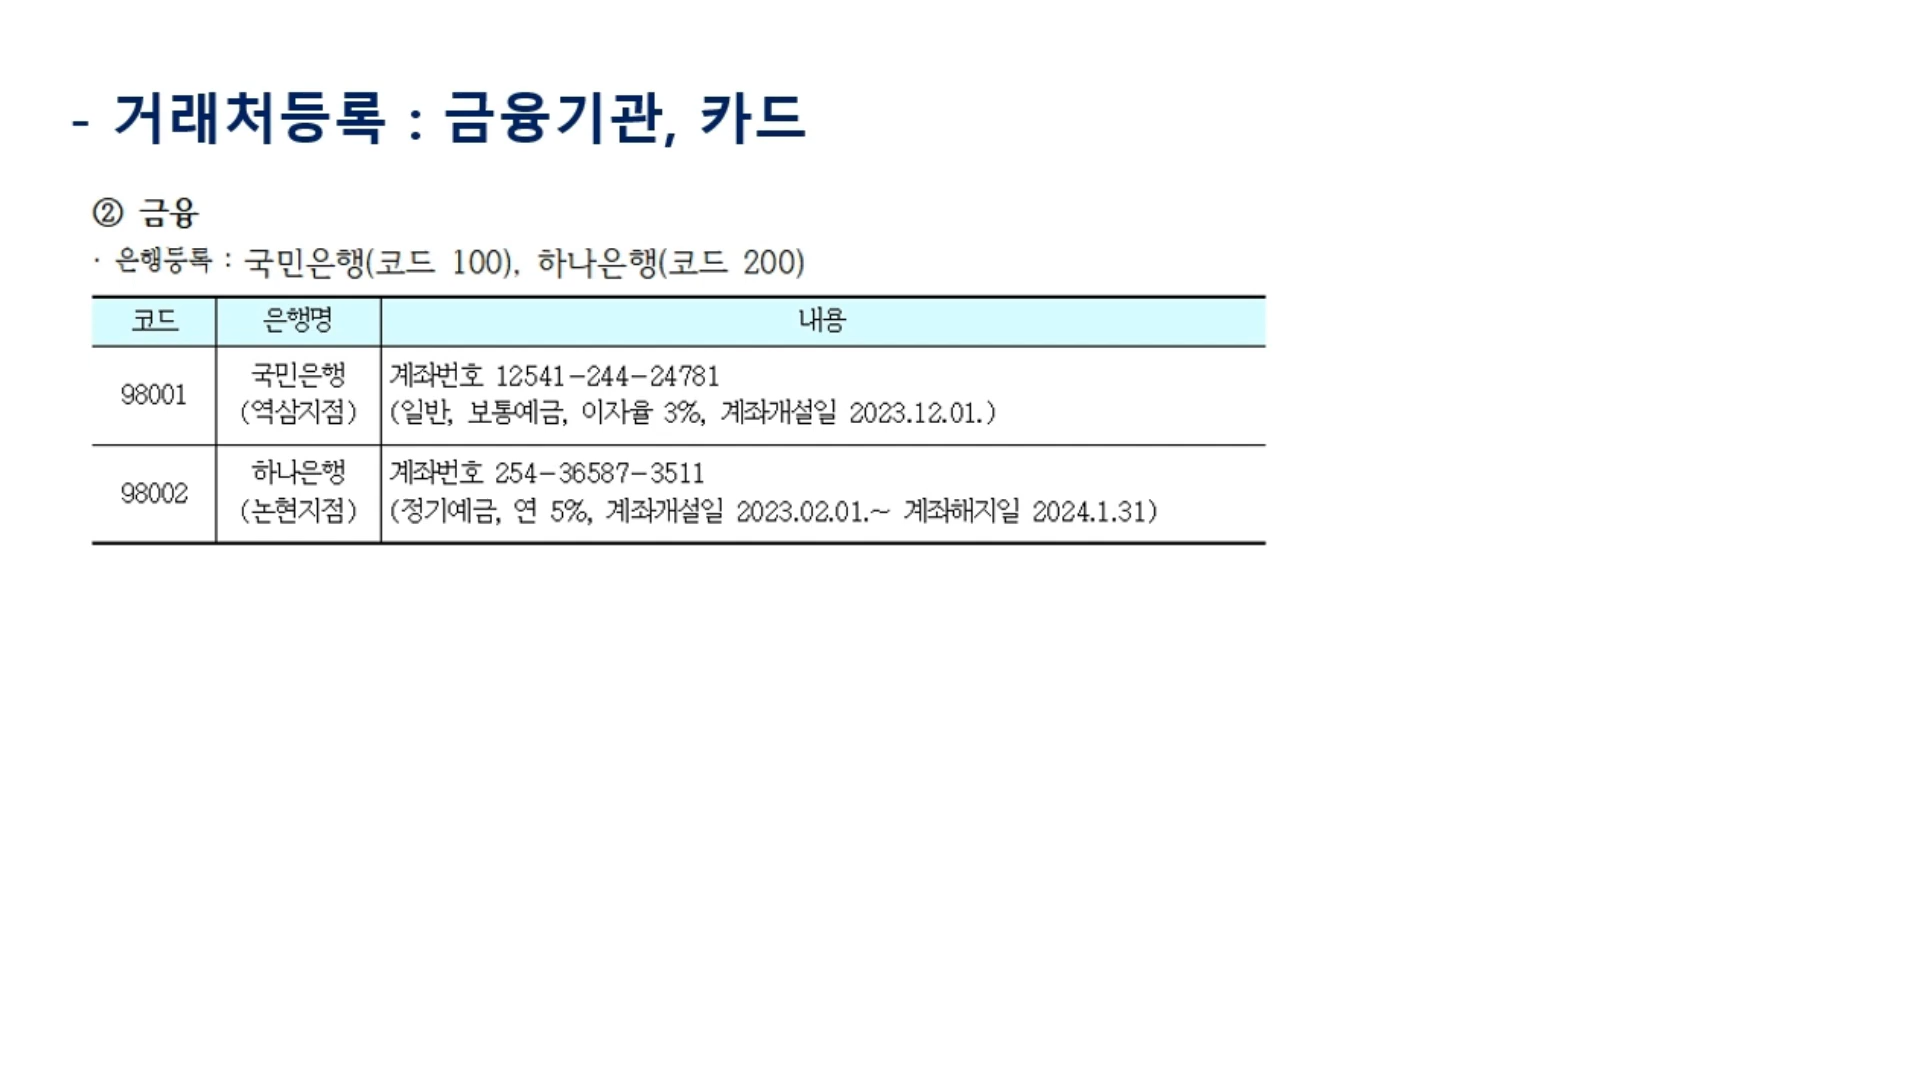 - 거래처등록 : 금융기관, 카드
② 금융
· 은행등록 : 국민은행(코드 100), 하나은행(코드 200)
코드 은행명 내용
98001 국민은행 (역삼지점) 계좌번호 12541-244-24781
(일반, 보통예금, 이자율 3%, 계좌개설일 2023.12.01.)
98002 하나은행 (논현지점) 계좌번호 254-36587-3511
(정기예금, 연 5%, 계좌개설일 2023.02.01.~ 계좌해지일 2024.1.31)